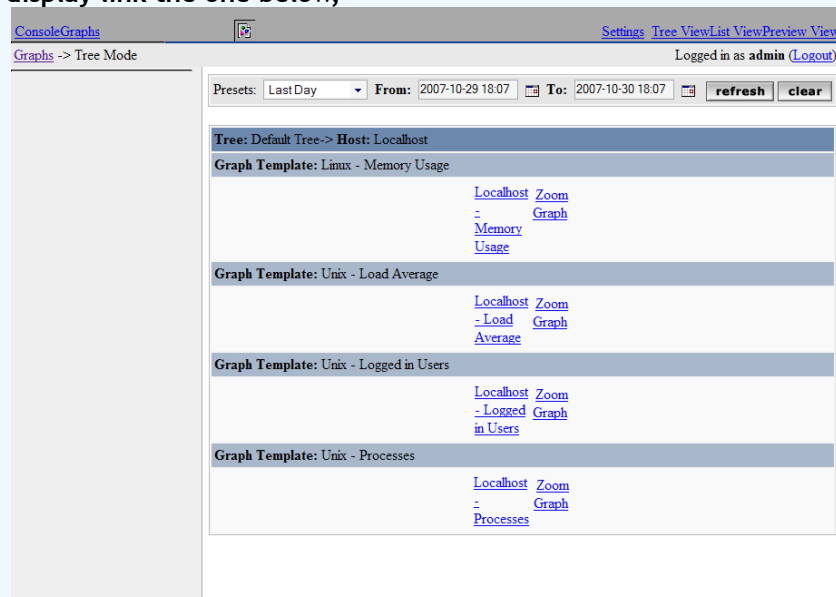 display link the one below,
ConsoleGraphs Settings Tree ViewList ViewPreview View
Graphs -> Tree Mode Logged in as admin (Logout)
Presets: Last Day From: 2007-10-29 18:07 To: 2007-10-30 18:07 refresh clear
Tree: Default Tree-> Host: Localhost
Graph Template: Linux - Memory Usage
Localhost Zoom
- Graph
Memory
Usage
Graph Template: Unix - Load Average
Localhost Zoom
- Load Graph
Average
Graph Template: Unix - Logged in Users
Localhost Zoom
- Logged Graph
in Users
Graph Template: Unix - Processes
Localhost Zoom
- Graph
Processes